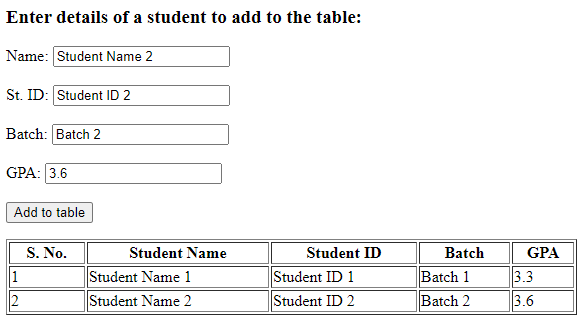 Enter details of a student to add to the table:
Name: Student Name 2
St. ID: Student ID 2
Batch: Batch 2
GPA: 3.6
Add to table
S. No. Student Name Student ID Batch GPA
1 Student Name 1 Student ID 1 Batch 1 3.3
2 Student Name 2 Student ID 2 Batch 2 3.6